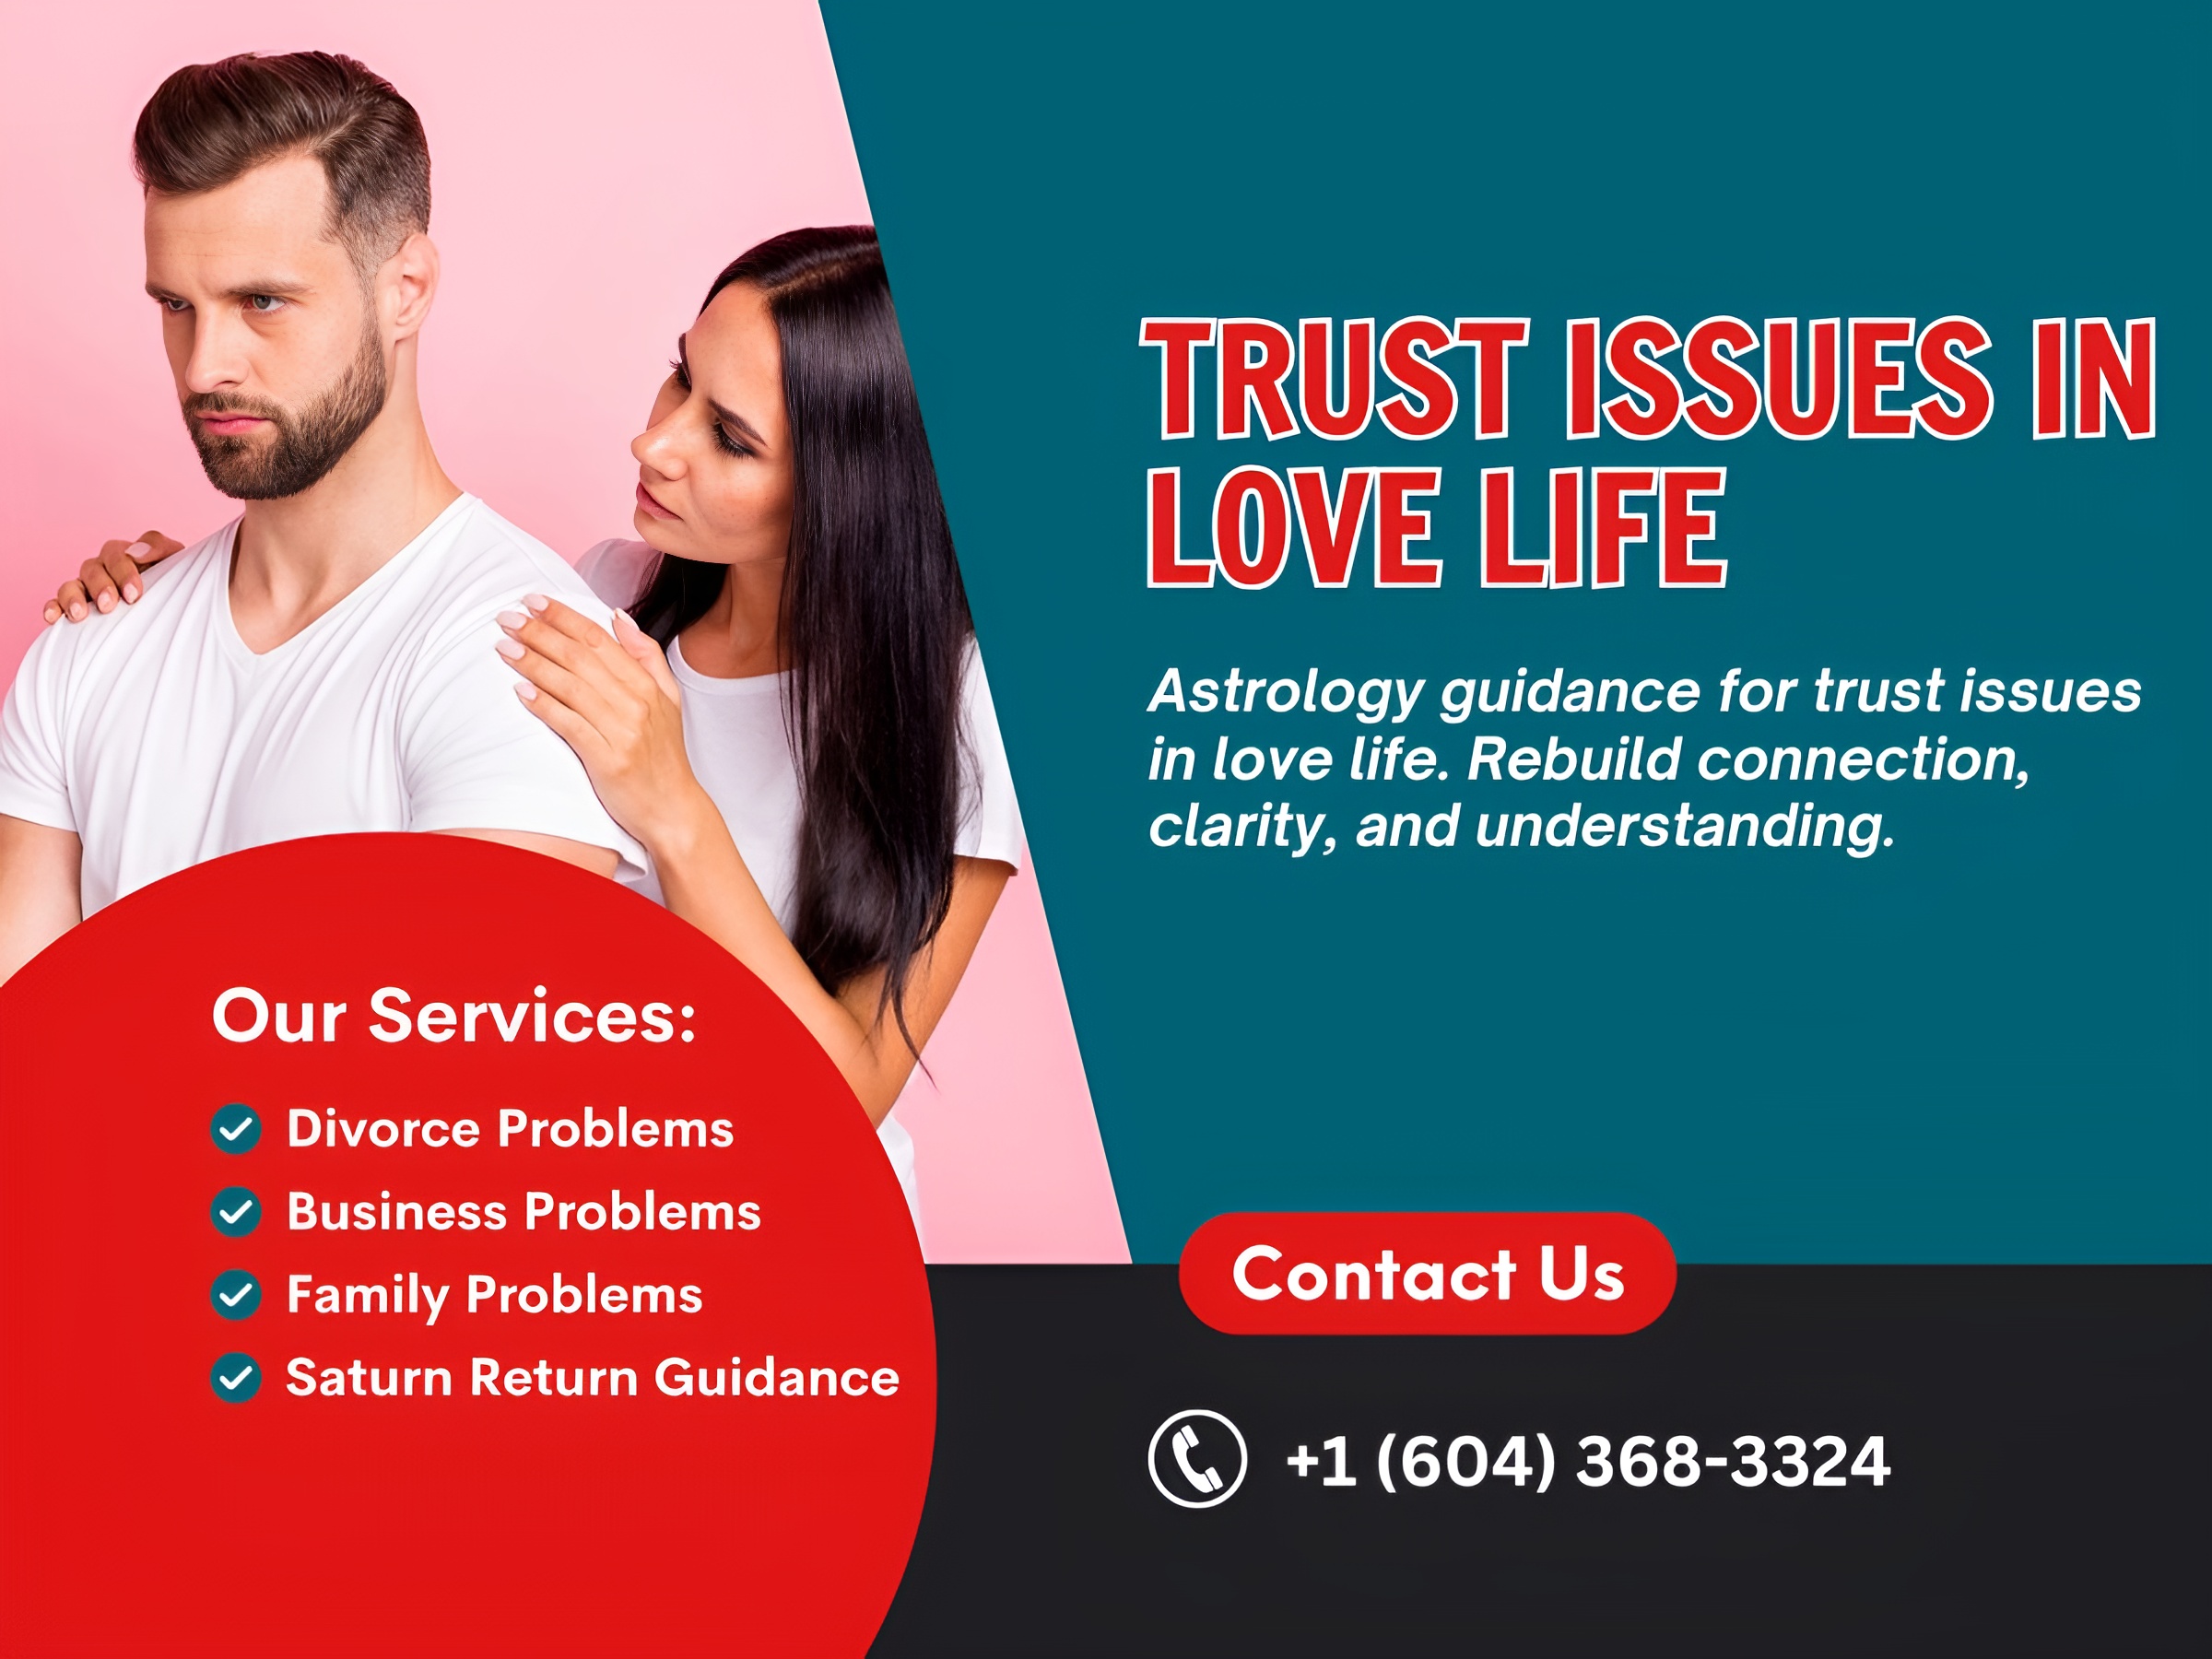 TRUST ISSUES IN
LOVE LIFE
Astrology guidance for trust issues
in love life. Rebuild connection,
clarity, and understanding.
Our Services:
Divorce Problems
Business Problems
Family Problems
Saturn Return Guidance
Contact Us
+1 (604) 368-3324